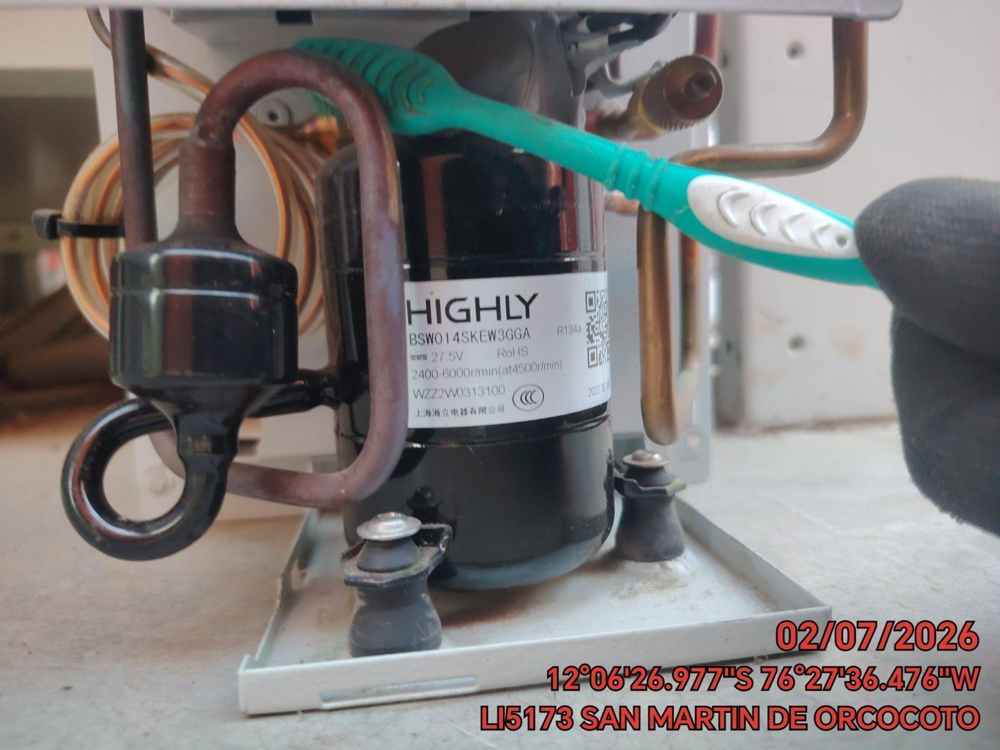 HIGHLY
BSW014SKEW3GGA R134a
27.5V RoHS
2400-6000r/min(at4500r/min)
WZZ2W0313100
上海海立电器有限公司
2022.06
02/07/2026
12°06'26.977"S 76°27'36.476"W
LI5173 SAN MARTIN DE ORCOCOTO